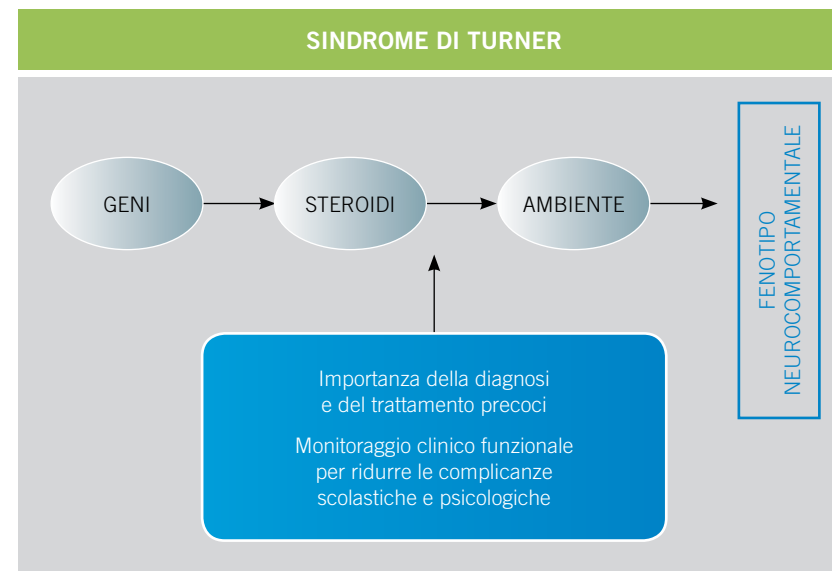 SINDROME DI TURNER
GENI
STEROIDI
AMBIENTE
FENOTIPO
NEUROCOMPORTAMENTALE
Importanza della diagnosi
e del trattamento precoci
Monitoraggio clinico funzionale
per ridurre le complicanze
scolastiche e psicologiche